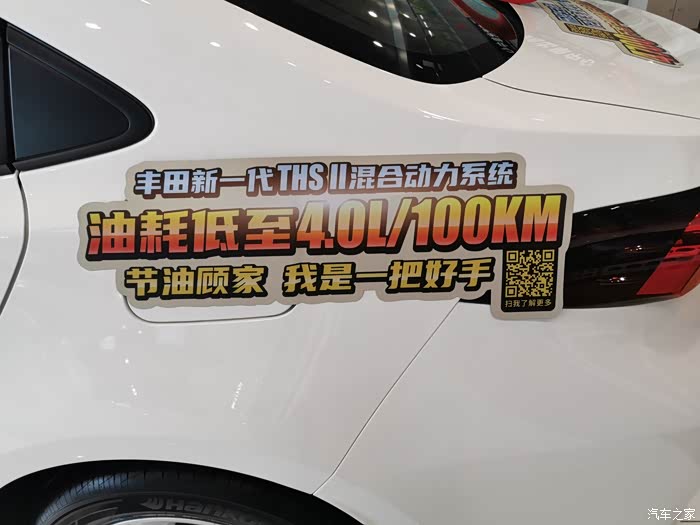 丰田新一代THS II混合动力系统
油耗低至4.0L/100KM
节油顾家 我是一把好手
扫我了解更多
Hank
汽车之家